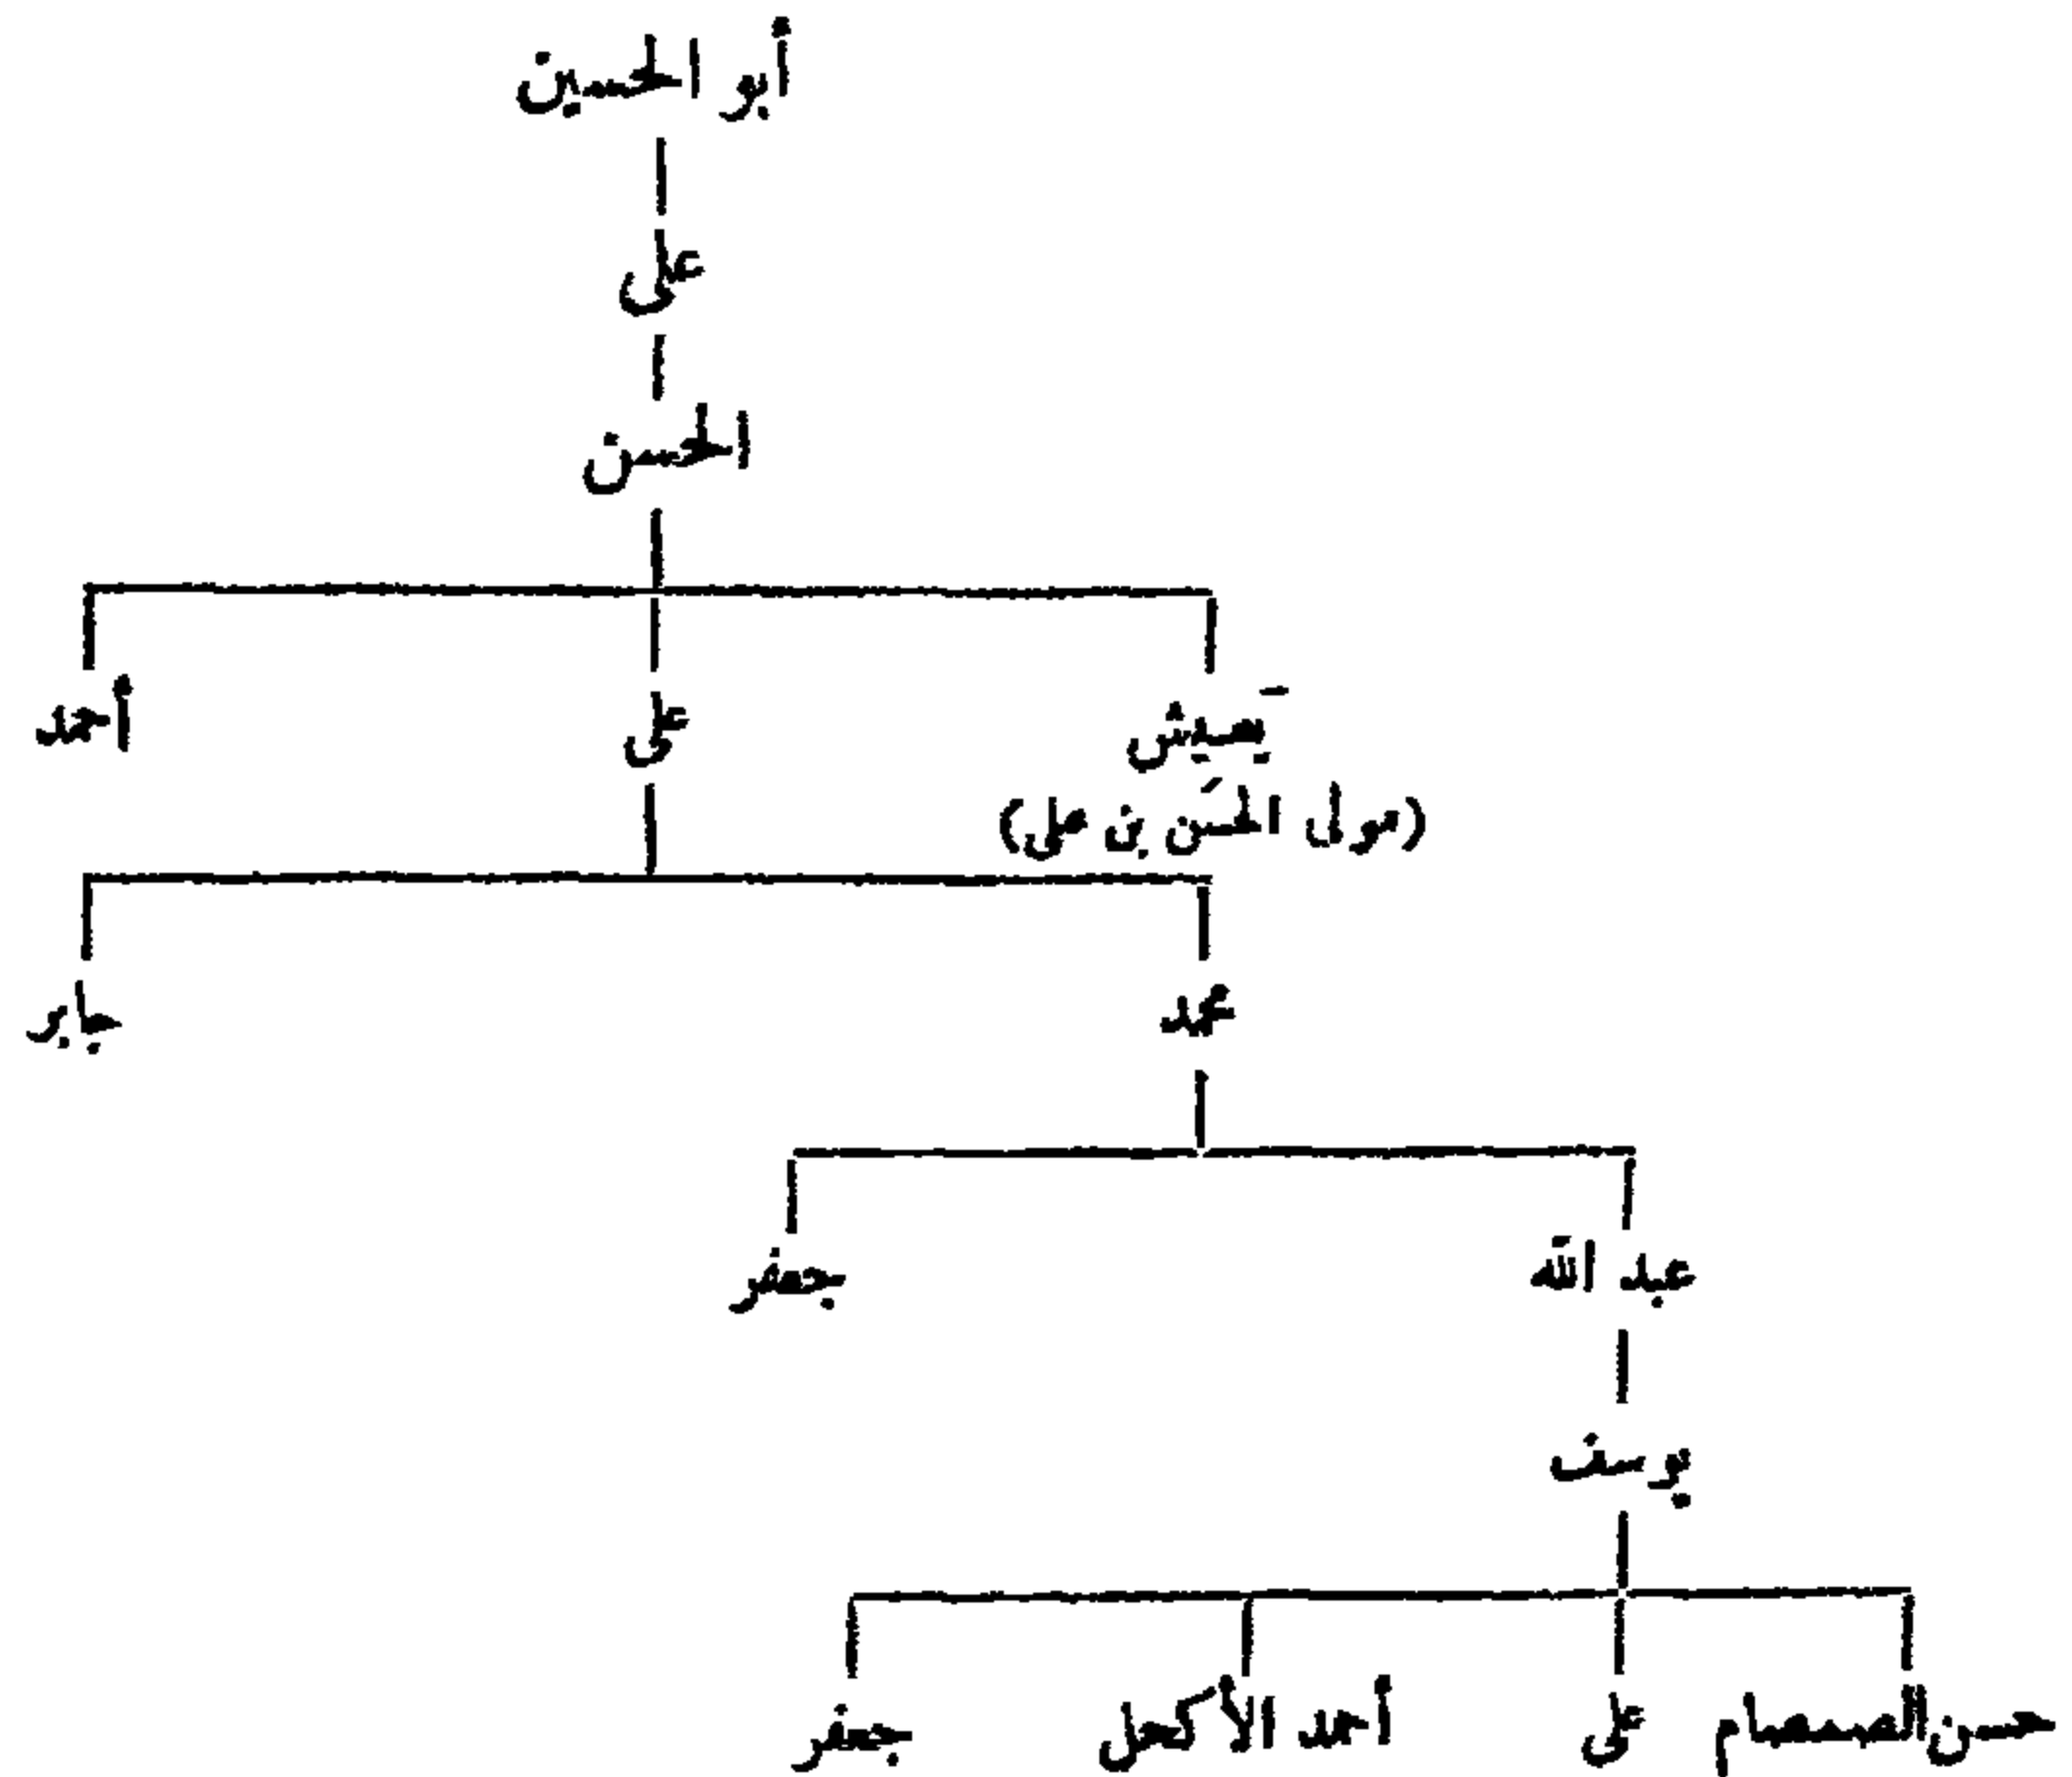 أبو الحسين
على
الحسن
يعيش على أحمد
(مولى الحسن بن على)
محمد جابر
عبد الله جعفر
يوسف
حسن الصمصام على أحمد الأكحل جعفر